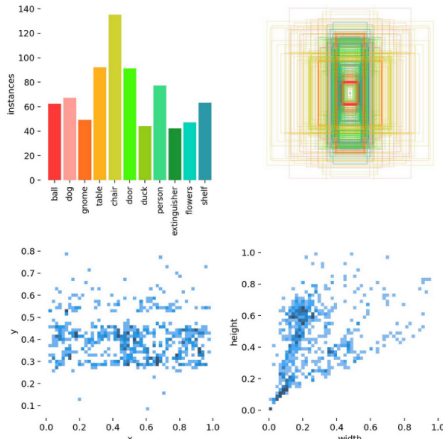 140
120
100
80
60
40
20
0
instances
ball
dog
gnome
table
chair
door
duck
person
extinguisher
flowers
shelf
0.8
0.7
0.6
0.5
0.4
0.3
0.2
0.1
y
0.0 0.2 0.4 0.6 0.8 1.0
x
1.0
0.8
0.6
0.4
0.2
0.0
height
0.0 0.2 0.4 0.6 0.8 1.0
width